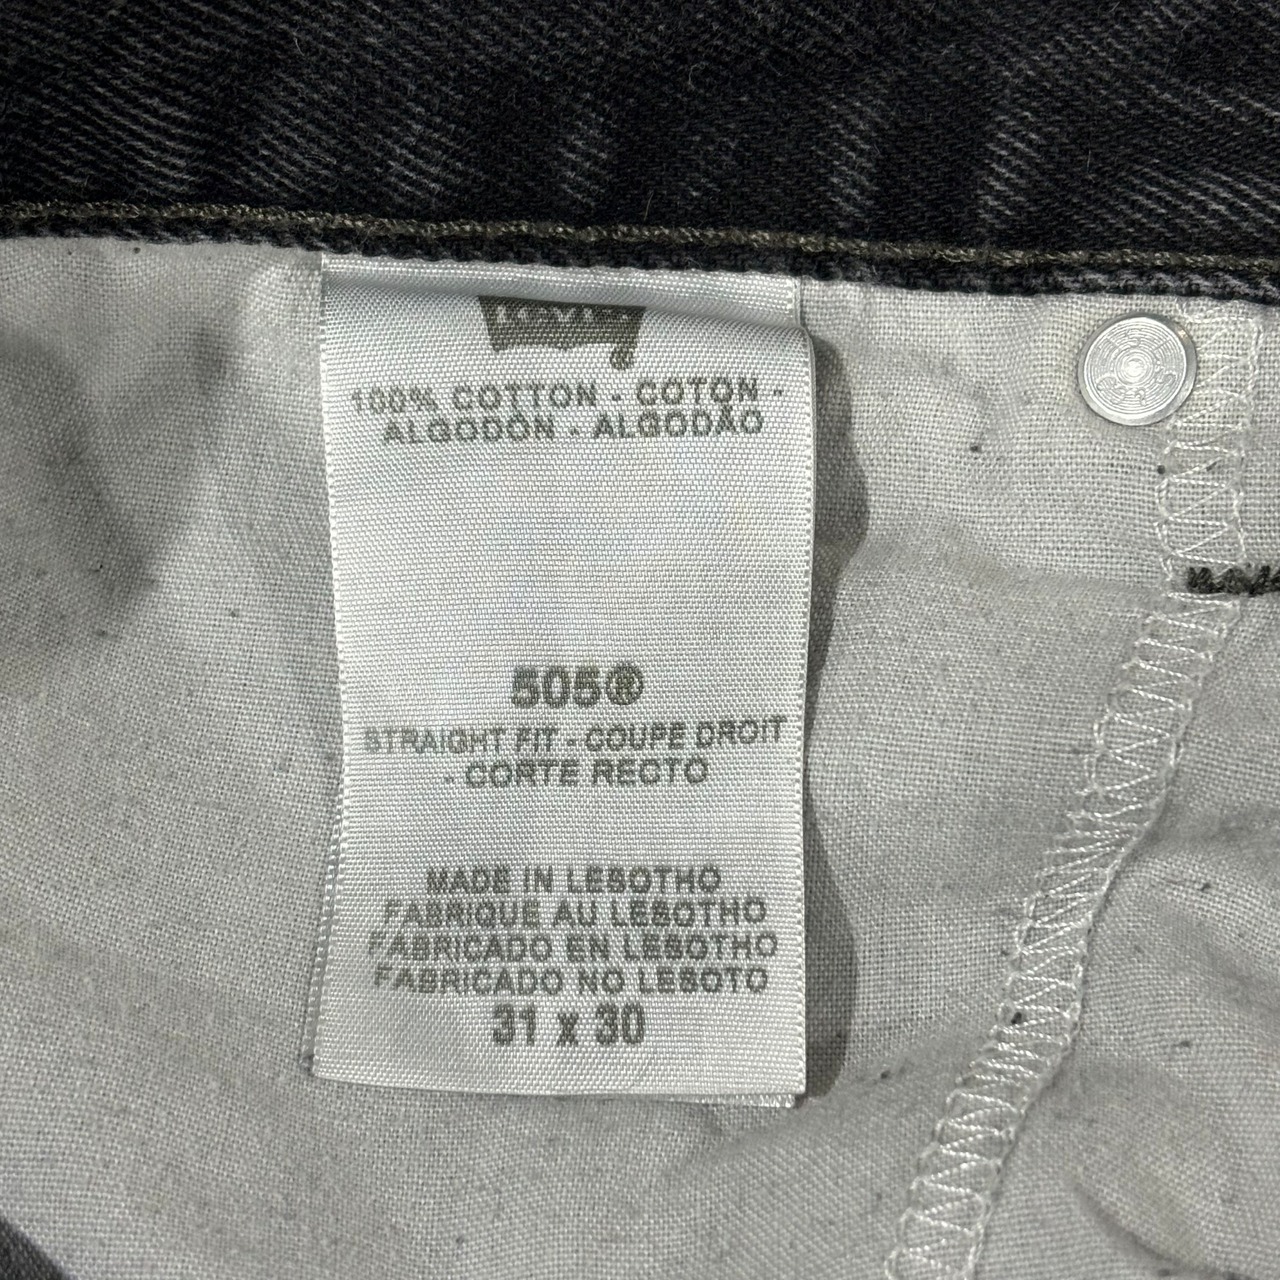 Levi's
100% COTTON - COTON -
ALGODÓN - ALGODÃO
505®
STRAIGHT FIT - COUPE DROIT
- CORTE RECTO
MADE IN LESOTHO
FABRIQUE AU LESOTHO
FABRICADO EN LESOTHO
FABRICADO NO LESOTO
31 x 30